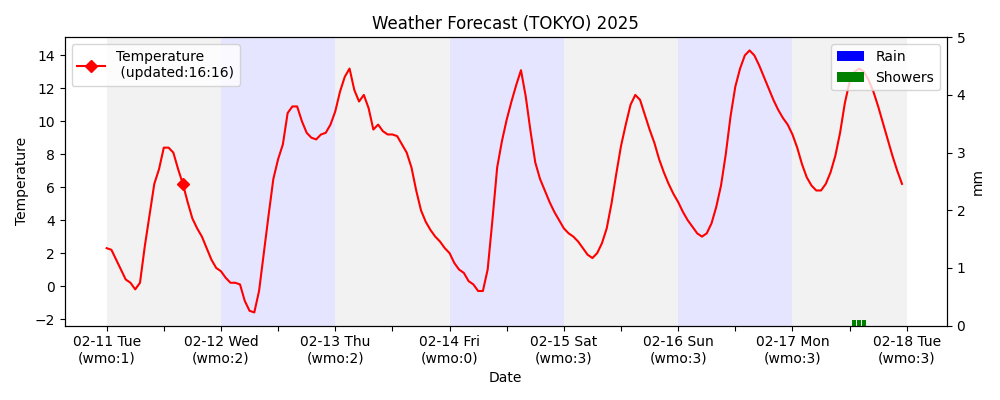 Weather Forecast (TOKYO) 2025
Temperature
(updated:16:16)
Rain
Showers
Temperature
14
12
10
8
6
4
2
0
−2
5
4
3
2
1
0
mm
02-11 Tue
(wmo:1)
02-12 Wed
(wmo:2)
02-13 Thu
(wmo:2)
02-14 Fri
(wmo:0)
02-15 Sat
(wmo:3)
02-16 Sun
(wmo:3)
02-17 Mon
(wmo:3)
02-18 Tue
(wmo:3)
Date